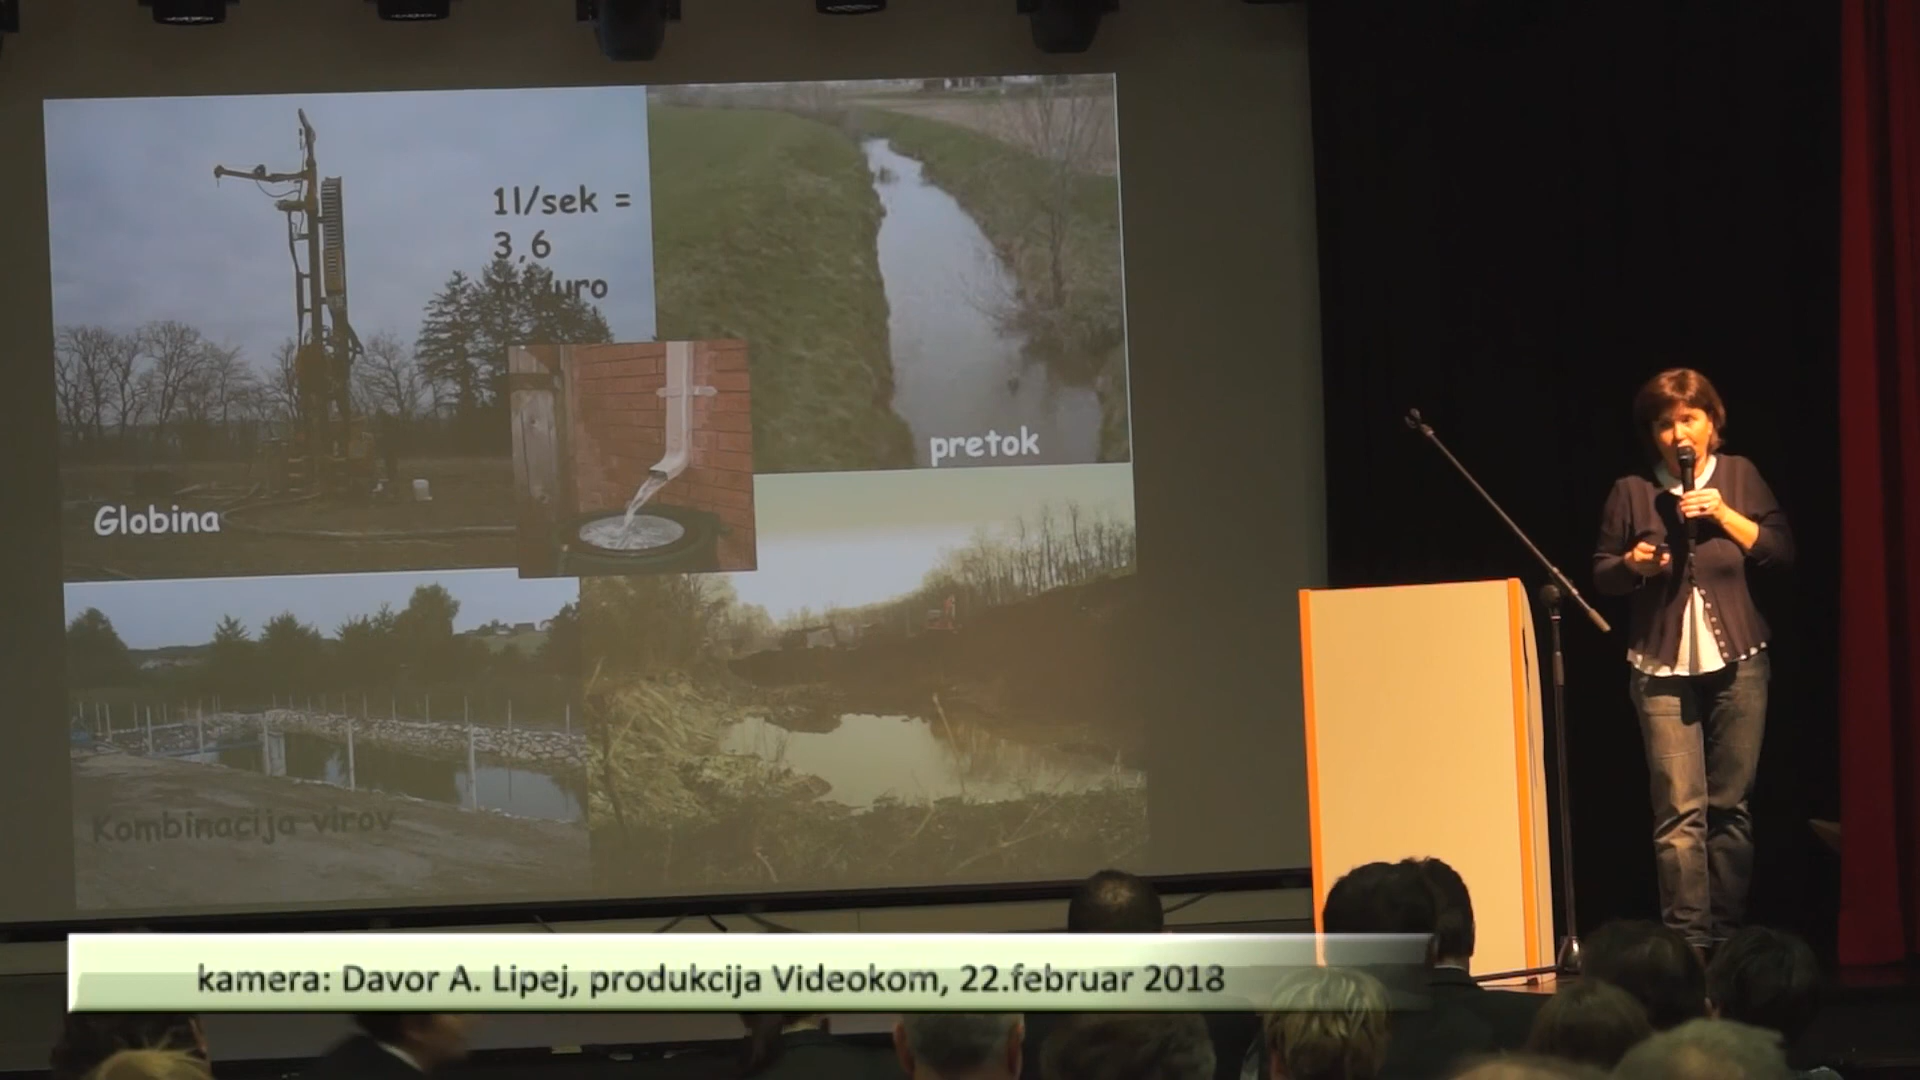 1l/sek =
3,6
Globina
pretok
Kombinacija virov
kamera: Davor A. Lipej, produkcija Videokom, 22.februar 2018